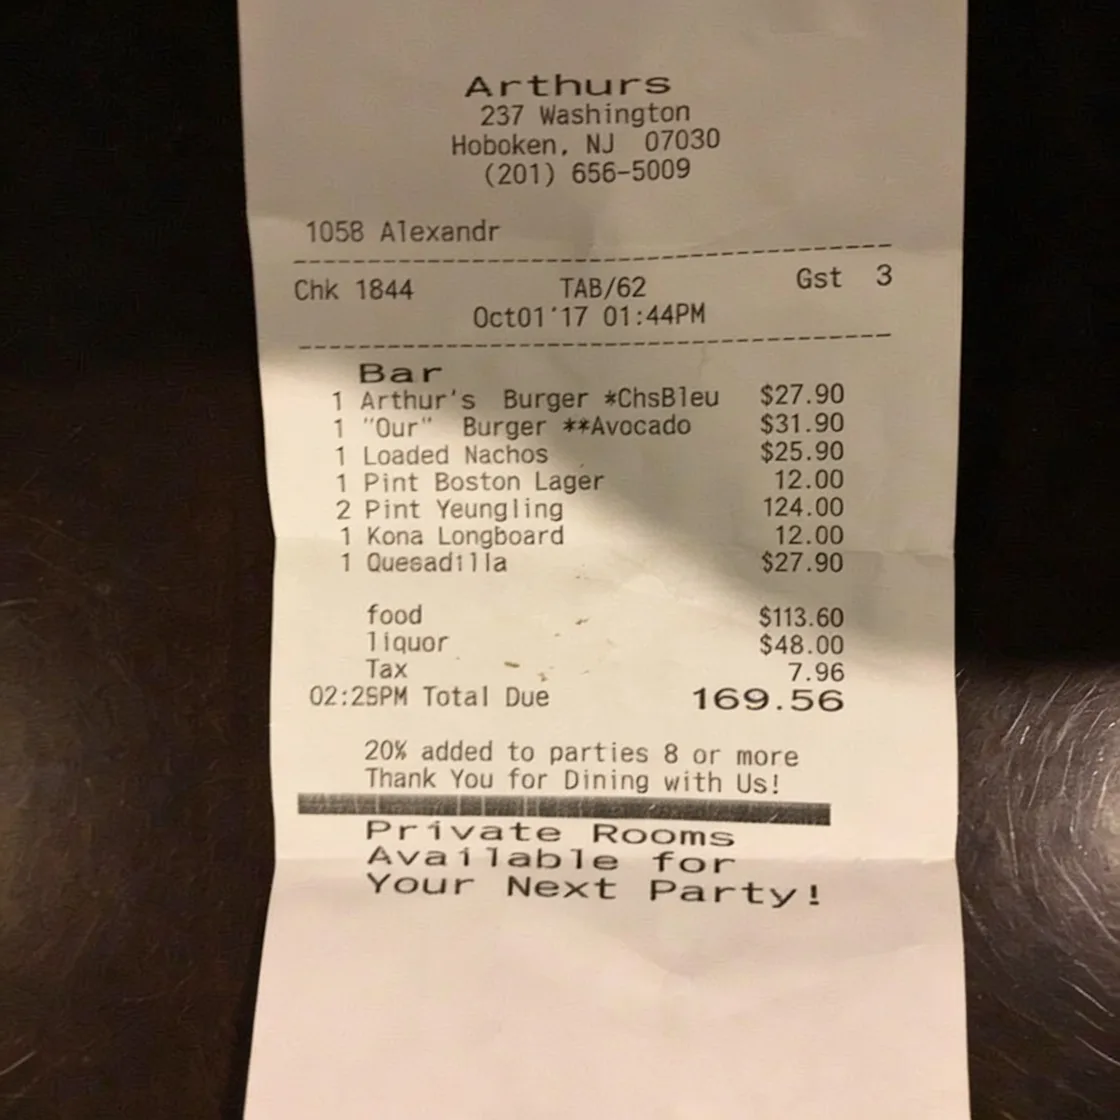 Arthurs
237 Washington
Hoboken, NJ 07030
(201) 656-5009
1058 Alexandr
Chk 1844 TAB/62 Gst 3
Oct01'17 01:44PM
Bar
1 Arthur's Burger *ChsBleu $27.90
1 "Our" Burger **Avocado $31.90
1 Loaded Nachos $25.90
1 Pint Boston Lager 12.00
2 Pint Yeungling 124.00
1 Kona Longboard 12.00
1 Quesadilla $27.90
food $113.60
liquor $48.00
Tax 7.96
02:25PM Total Due 169.56
20% added to parties 8 or more
Thank You for Dining with Us!
Private Rooms
Available for
Your Next Party!